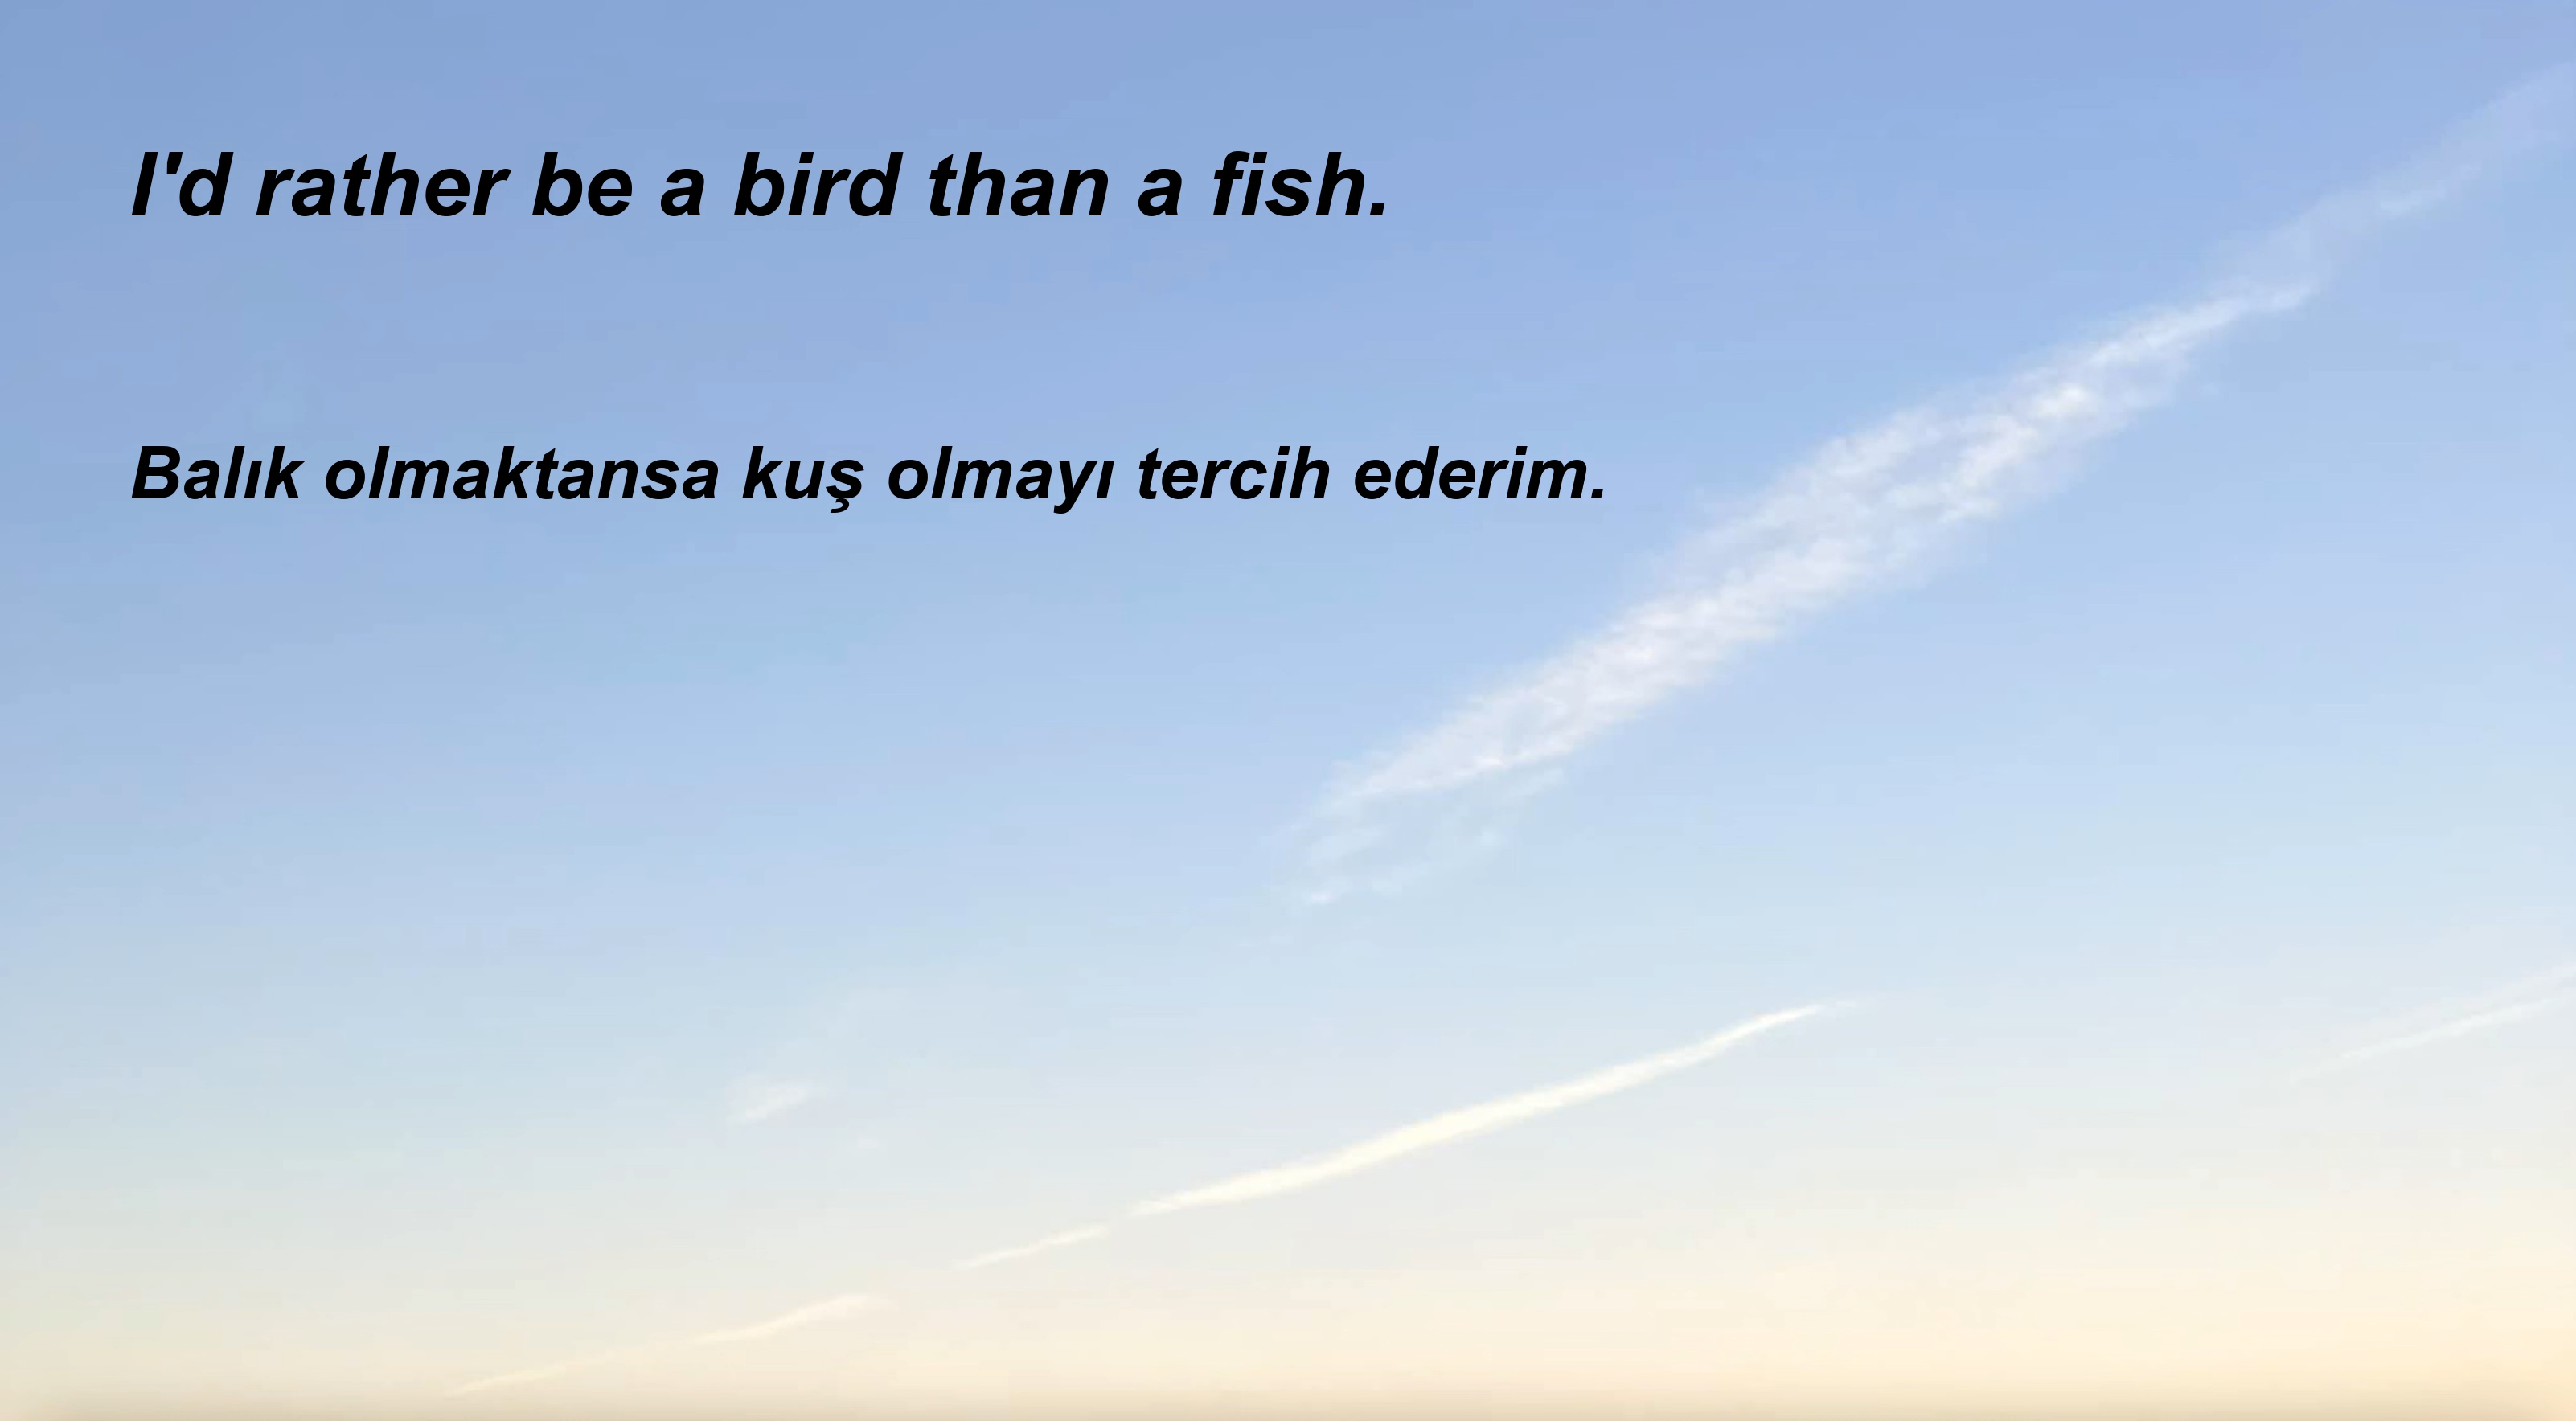 I'd rather be a bird than a fish.
Balık olmaktansa kuş olmayı tercih ederim.